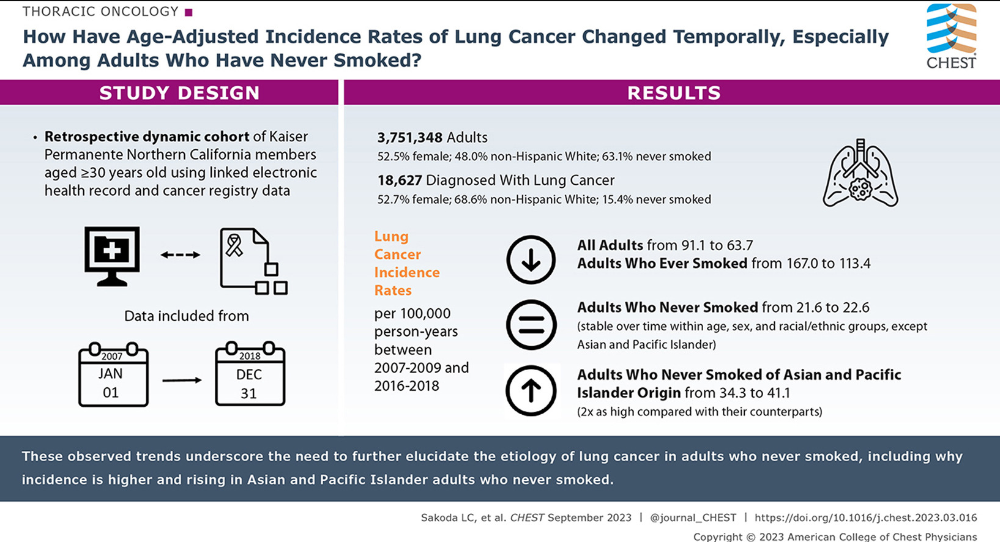 THORACIC ONCOLOGY
How Have Age-Adjusted Incidence Rates of Lung Cancer Changed Temporally, Especially
Among Adults Who Have Never Smoked?
CHEST
STUDY DESIGN
• Retrospective dynamic cohort of Kaiser
Permanente Northern California members
aged ≥30 years old using linked electronic
health record and cancer registry data
Data included from
2007
JAN
01
2018
DEC
31
RESULTS
3,751,348 Adults
52.5% female; 48.0% non-Hispanic White; 63.1% never smoked
18,627 Diagnosed With Lung Cancer
52.7% female; 68.6% non-Hispanic White; 15.4% never smoked
Lung
Cancer
Incidence
Rates
per 100,000
person-years
between
2007-2009 and
2016-2018
All Adults from 91.1 to 63.7
Adults Who Ever Smoked from 167.0 to 113.4
Adults Who Never Smoked from 21.6 to 22.6
(stable over time within age, sex, and racial/ethnic groups, except
Asian and Pacific Islander)
Adults Who Never Smoked of Asian and Pacific
Islander Origin from 34.3 to 41.1
(2x as high compared with their counterparts)
These observed trends underscore the need to further elucidate the etiology of lung cancer in adults who never smoked, including why
incidence is higher and rising in Asian and Pacific Islander adults who never smoked.
Sakoda LC, et al. CHEST September 2023 | @journal_CHEST | https://doi.org/10.1016/j.chest.2023.03.016
Copyright © 2023 American College of Chest Physicians